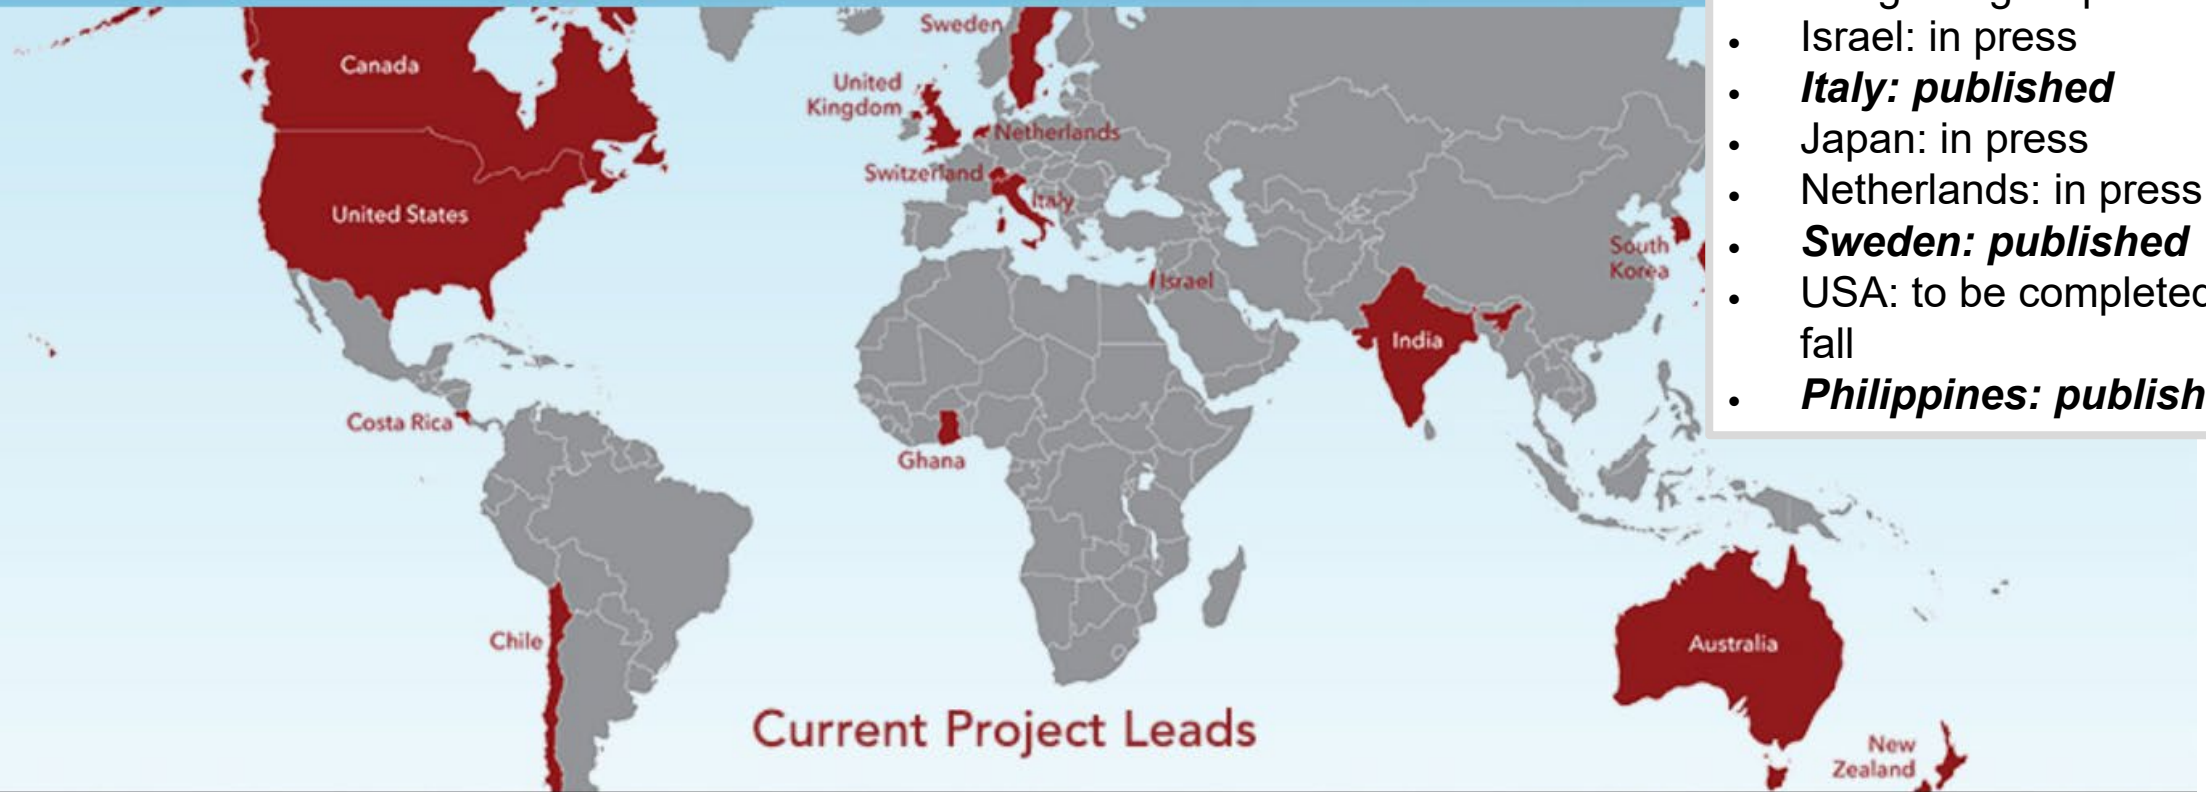 Sweden
Canada
United
Kingdom
Netherlands
Switzerland
Italy
United States
South
Korea
Israel
India
Costa Rica
Ghana
Chile
Australia
New
Zealand
Current Project Leads
• Israel: in press
• Italy: published
• Japan: in press
• Netherlands: in press
• Sweden: published
• USA: to be completed
fall
• Philippines: publish